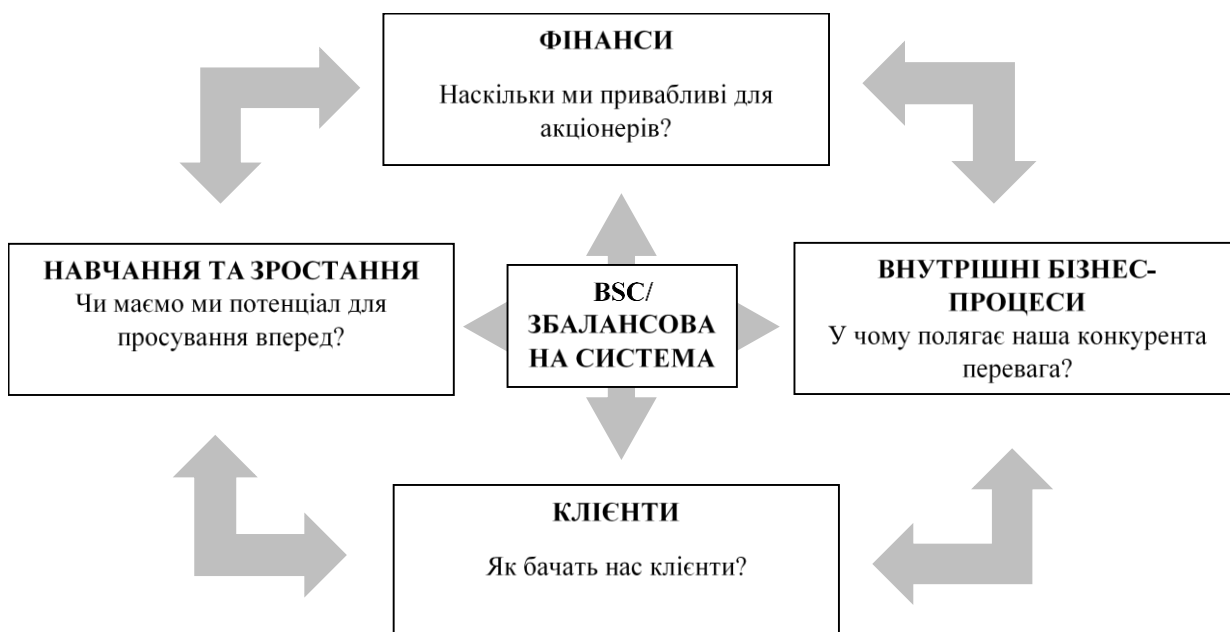 ФІНАНСИ
Наскільки ми привабливі для
акціонерів?
НАВЧАННЯ ТА ЗРОСТАННЯ
Чи маємо ми потенціал для
просування вперед?
BSC/
ЗБАЛАНСОВА
НА СИСТЕМА
ВНУТРІШНІ БІЗНЕС-
ПРОЦЕСИ
У чому полягає наша конкурента
перевага?
КЛІЄНТИ
Як бачать нас клієнти?